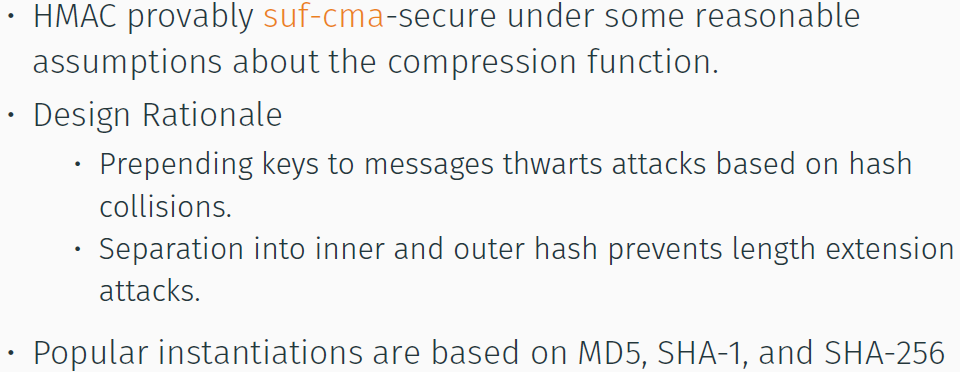 • HMAC provably suf-cma-secure under some reasonable
assumptions about the compression function.
• Design Rationale
• Prepending keys to messages thwarts attacks based on hash
collisions.
• Separation into inner and outer hash prevents length extension
attacks.
• Popular instantiations are based on MD5, SHA-1, and SHA-256